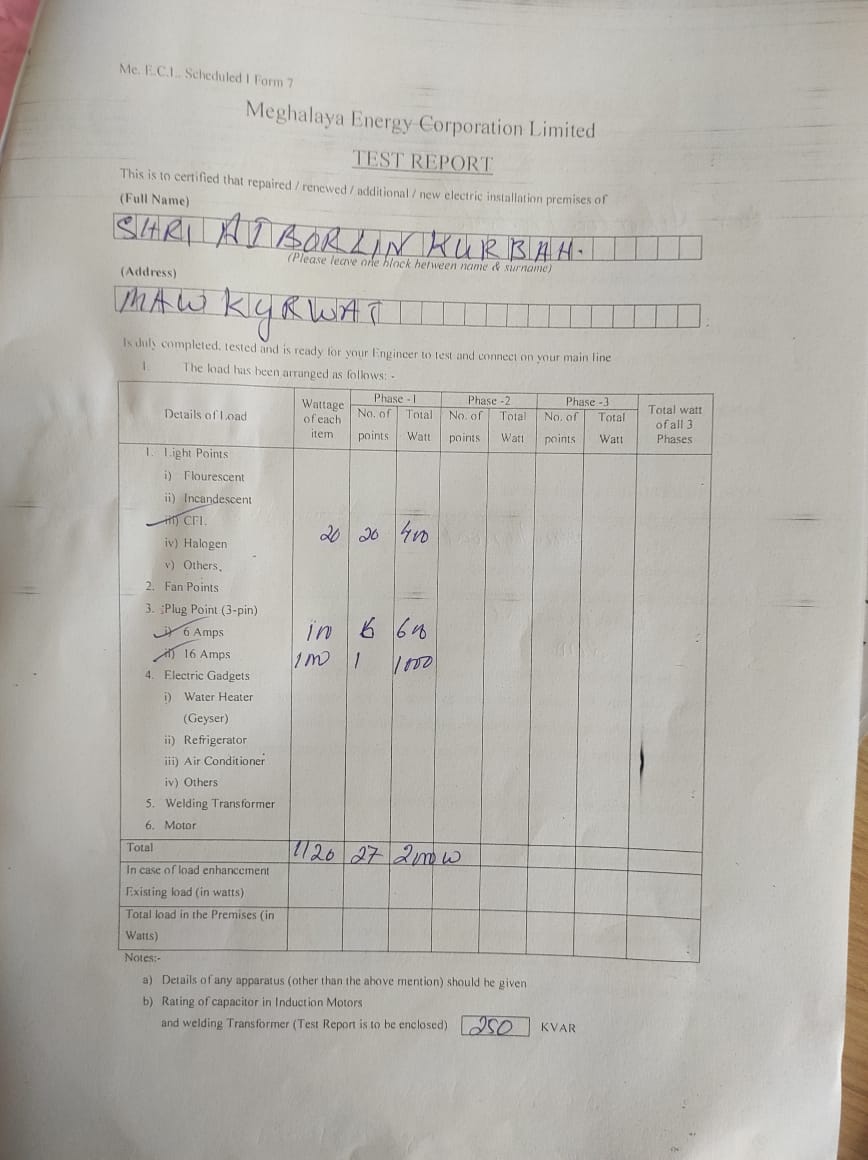 Me. E.C.L. Scheduled I Form 7
Meghalaya Energy Corporation Limited
TEST REPORT
This is to certified that repaired / renewed / additional / new electric installation premises of
(Full Name)
SHRI AIBORLIN KURBAH.
(Please leave one block between name & surname)
(Address)
MAWKYRWAT
Is duly completed, tested and is ready for your Engineer to test and connect on your main line
1. The load has been arranged as follows: -
Details of Load Wattage of each item Phase -1 Phase -2 Phase -3 Total watt of all 3 Phases
No. of points Total Watt No. of points Total Watt No. of points Total Watt
1. Light Points
i) Flourescent
ii) Incandescent
iii) CFL
iv) Halogen 20 20 400
v) Others,
2. Fan Points
3. Plug Point (3-pin)
i) 6 Amps 100 6 600
ii) 16 Amps 1000 1 1000
4. Electric Gadgets
i) Water Heater
(Geyser)
ii) Refrigerator
iii) Air Conditioner
iv) Others
5. Welding Transformer
6. Motor
Total 1120 27 2000 W
In case of load enhancement
Existing load (in watts)
Total load in the Premises (in
Watts)
Notes:-
a) Details of any apparatus (other than the above mention) should be given
b) Rating of capacitor in Induction Motors
and welding Transformer (Test Report is to be enclosed) 250 KVAR